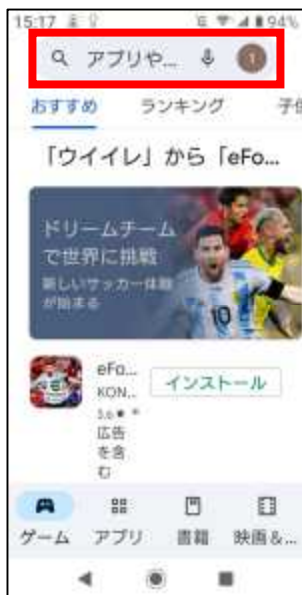 15:17 94%
アプリや...
おすすめ ランキング 子供
「ウイイレ」から「eFo...
ドリームチーム
で世界に挑戦
新しいサッカー体験
が始まる
10
eFo...
KON...
インストール
3.6★
広告
を含
む
ゲーム アプリ 書籍 映画&...